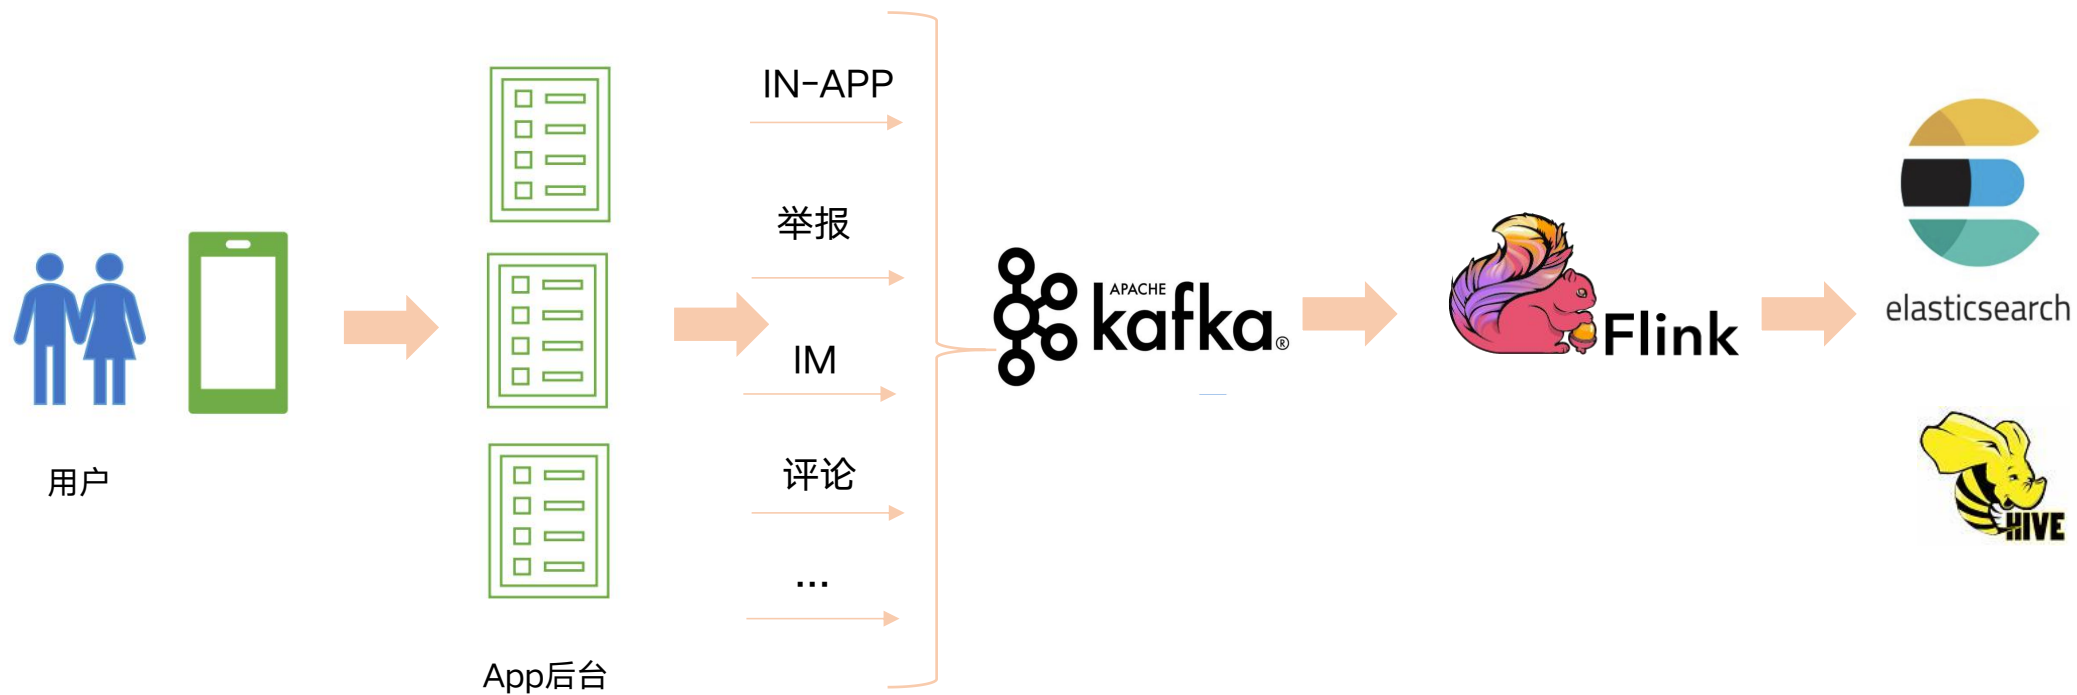 用户
App后台
IN-APP
举报
IM
评论
...
APACHE
kafka®
Flink
elasticsearch
HIVE